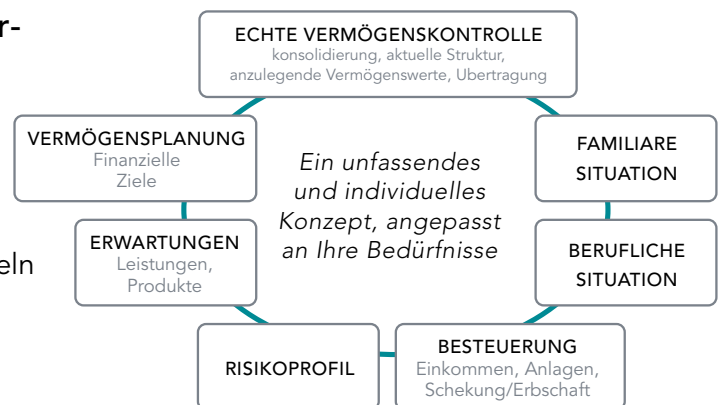 r-
eln
ECHTE VERMÖGENSKONTROLLE
konsolidierung, aktuelle Struktur,
anzulegende Vermögenswerte, Ubertragung
VERMÖGENSPLANUNG
Finanzielle
Ziele
FAMILIARE
SITUATION
Ein unfassendes
und individuelles
Konzept, angepasst
an Ihre Bedürfnisse
ERWARTUNGEN
Leistungen,
Produkte
BERUFLICHE
SITUATION
RISIKOPROFIL
BESTEUERUNG
Einkommen, Anlagen,
Schekung/Erbschaft